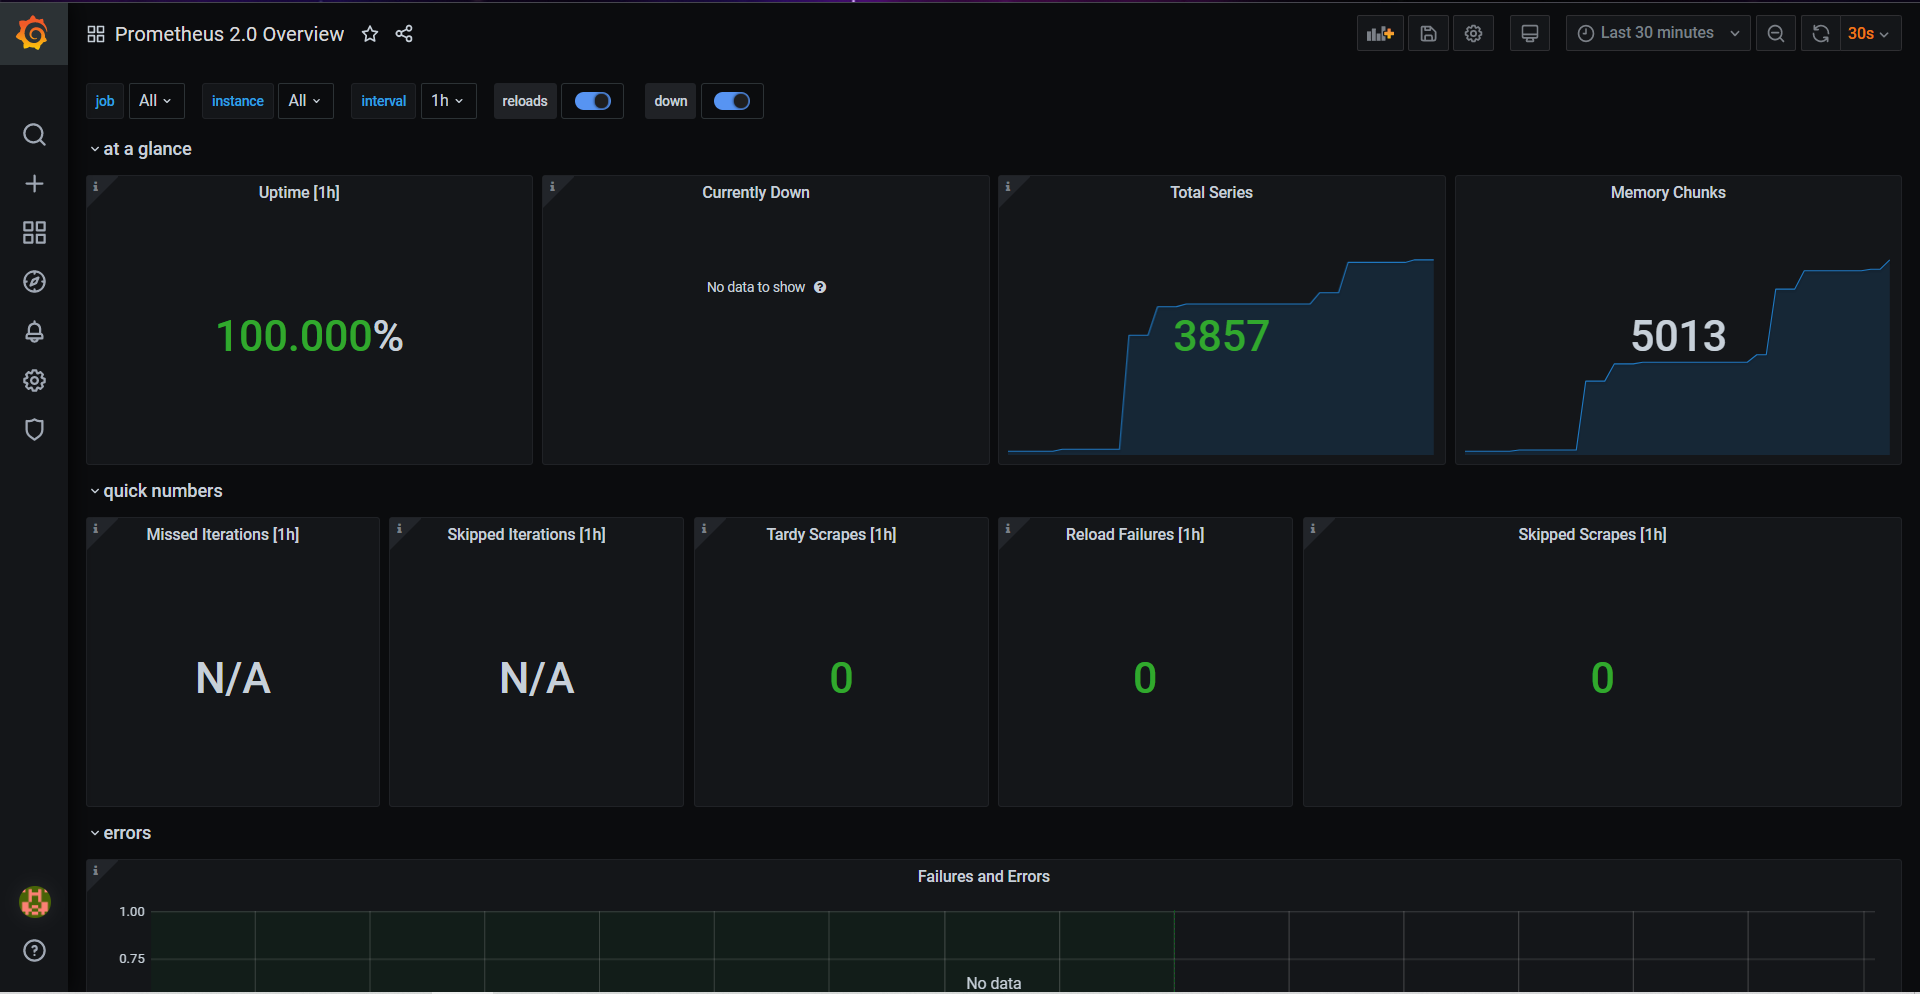 Prometheus 2.0 Overview
Last 30 minutes
30s
job All instance All interval 1h reloads down
at a glance
Uptime [1h]
100.000%
Currently Down
No data to show
Total Series
3857
Memory Chunks
5013
quick numbers
Missed Iterations [1h]
N/A
Skipped Iterations [1h]
N/A
Tardy Scrapes [1h]
0
Reload Failures [1h]
0
Skipped Scrapes [1h]
0
errors
Failures and Errors
1.00
0.75
No data